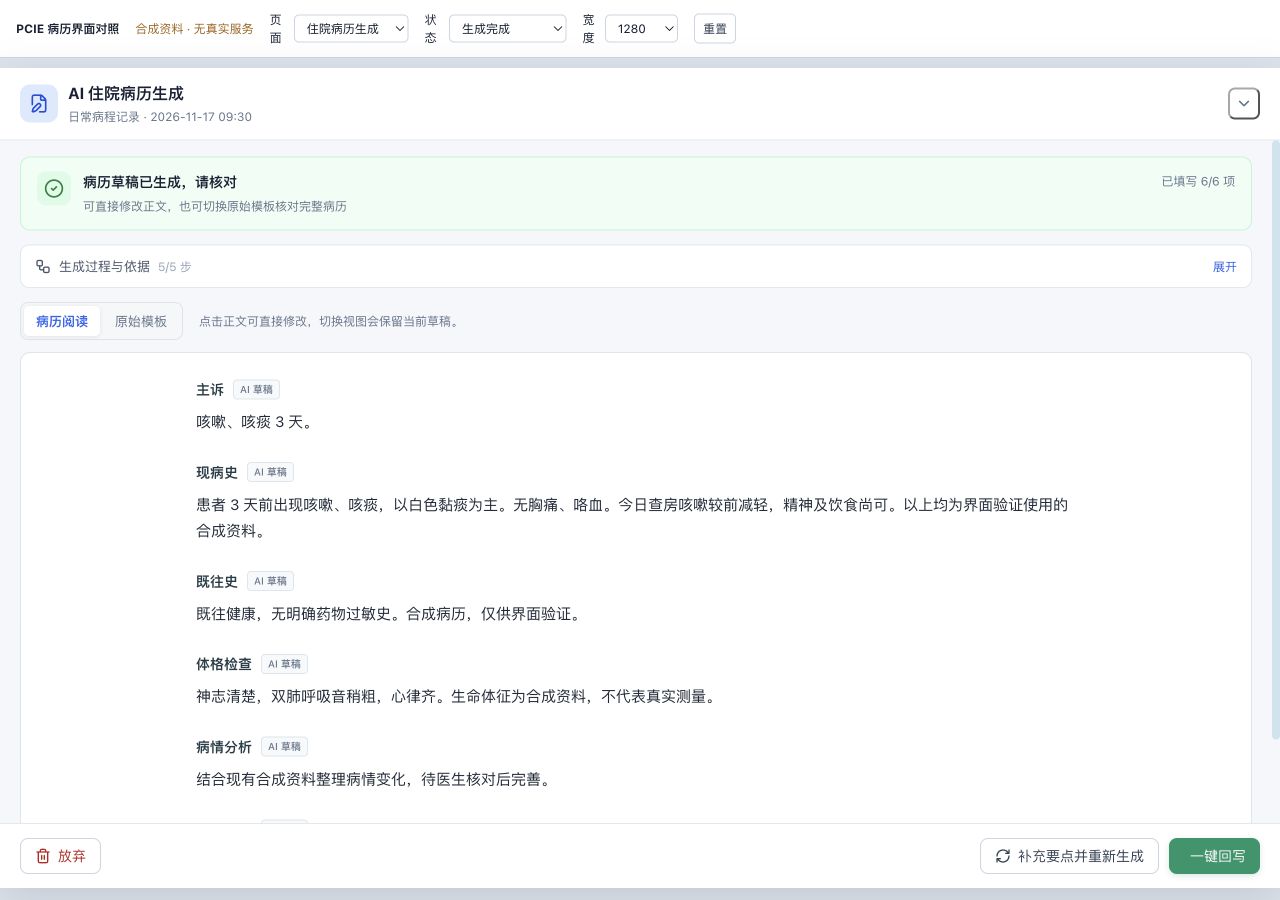 PCIE 病历界面对照 合成资料 · 无真实服务 页面 住院病历生成 状态 生成完成 宽度 1280 重置
AI 住院病历生成
日常病程记录 · 2026-11-17 09:30
病历草稿已生成，请核对 已填写 6/6 项
可直接修改正文，也可切换原始模板核对完整病历
生成过程与依据 5/5 步 展开
病历阅读 原始模板 点击正文可直接修改，切换视图会保留当前草稿。
主诉 AI 草稿
咳嗽、咳痰 3 天。
现病史 AI 草稿
患者 3 天前出现咳嗽、咳痰，以白色黏痰为主。无胸痛、咯血。今日查房咳嗽较前减轻，精神及饮食尚可。以上均为界面验证使用的
合成资料。
既往史 AI 草稿
既往健康，无明确药物过敏史。合成病历，仅供界面验证。
体格检查 AI 草稿
神志清楚，双肺呼吸音稍粗，心律齐。生命体征为合成资料，不代表真实测量。
病情分析 AI 草稿
结合现有合成资料整理病情变化，待医生核对后完善。
放弃 补充要点并重新生成 一键回写